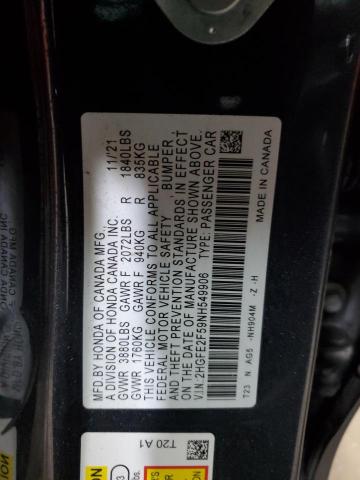 MFD.BY HONDA OF CANADA MFG. 11/21
A DIVISION OF HONDA CANADA INC.
GVWR 3880LBS GAWR F 2072LBS R 1840LBS
GVWR 1760KG GAWR F 940KG R 835KG
THIS VEHICLE CONFORMS TO ALL APPLICABLE
FEDERAL MOTOR VEHICLE SAFETY, BUMPER,
AND THEFT PREVENTION STANDARDS IN EFFECT
ON THE DATE OF MANUFACTURE SHOWN ABOVE.
V.I.N.:2HGFE2F59NH549906 TYPE: PASSENGER CAR
T23 N AG5 -NH904M -Z -H
MADE IN CANADA
T20 A1